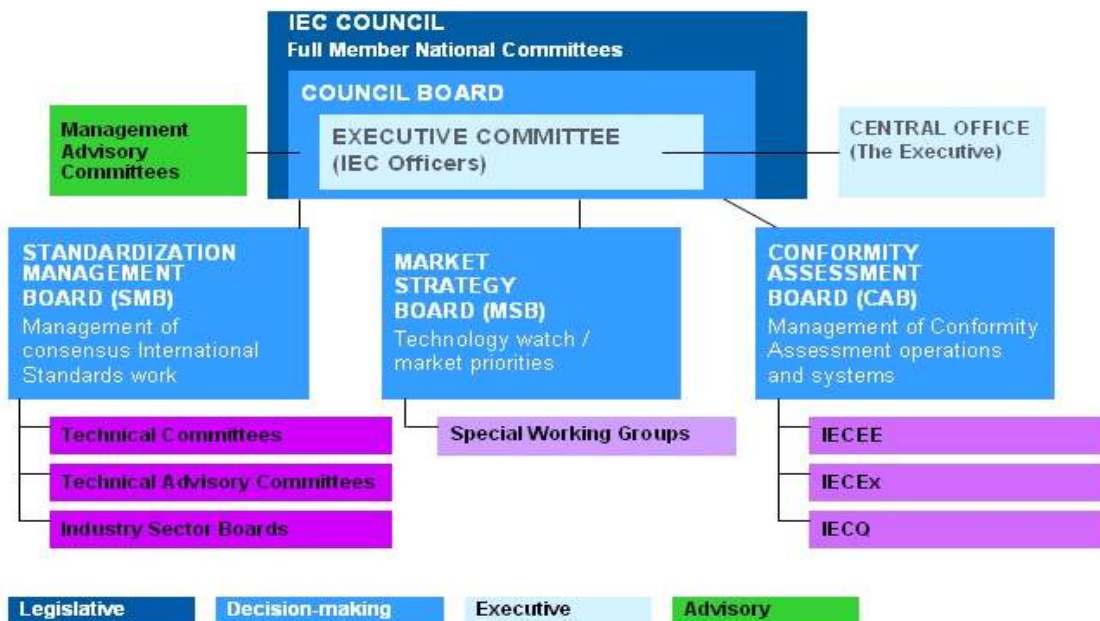 IEC COUNCIL
Full Member National Committees
COUNCIL BOARD
EXECUTIVE COMMITTEE
(IEC Officers)
Management
Advisory
Committees
CENTRAL OFFICE
(The Executive)
STANDARDIZATION
MANAGEMENT
BOARD (SMB)
Management of
consensus International
Standards work
MARKET
STRATEGY
BOARD (MSB)
Technology watch /
market priorities
CONFORMITY
ASSESSMENT
BOARD (CAB)
Management of Conformity
Assessment operations
and systems
Technical Committees
Technical Advisory Committees
Industry Sector Boards
Special Working Groups
IECEE
IECEx
IECQ
Legislative
Decision-making
Executive
Advisory